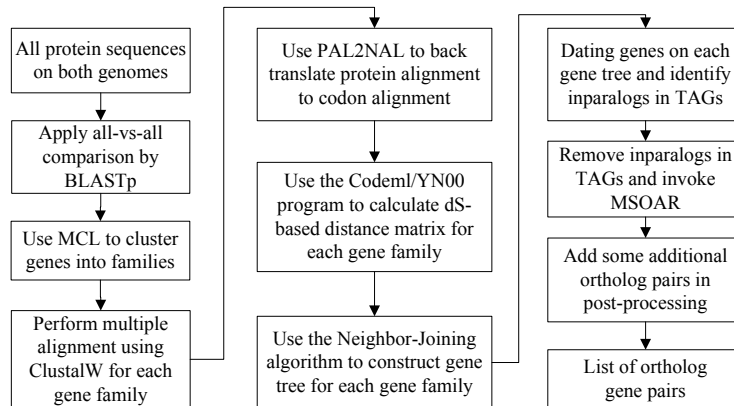 All protein sequences
on both genomes
Apply all-vs-all
comparison by
BLASTp
Use MCL to cluster
genes into families
Perform multiple
alignment using
ClustalW for each
gene family
Use PAL2NAL to back
translate protein alignment
to codon alignment
Use the Codeml/YN00
program to calculate dS-
based distance matrix for
each gene family
Use the Neighbor-Joining
algorithm to construct gene
tree for each gene family
Dating genes on each
gene tree and identify
inparalogs in TAGs
Remove inparalogs in
TAGs and invoke
MSOAR
Add some additional
ortholog pairs in
post-processing
List of ortholog
gene pairs